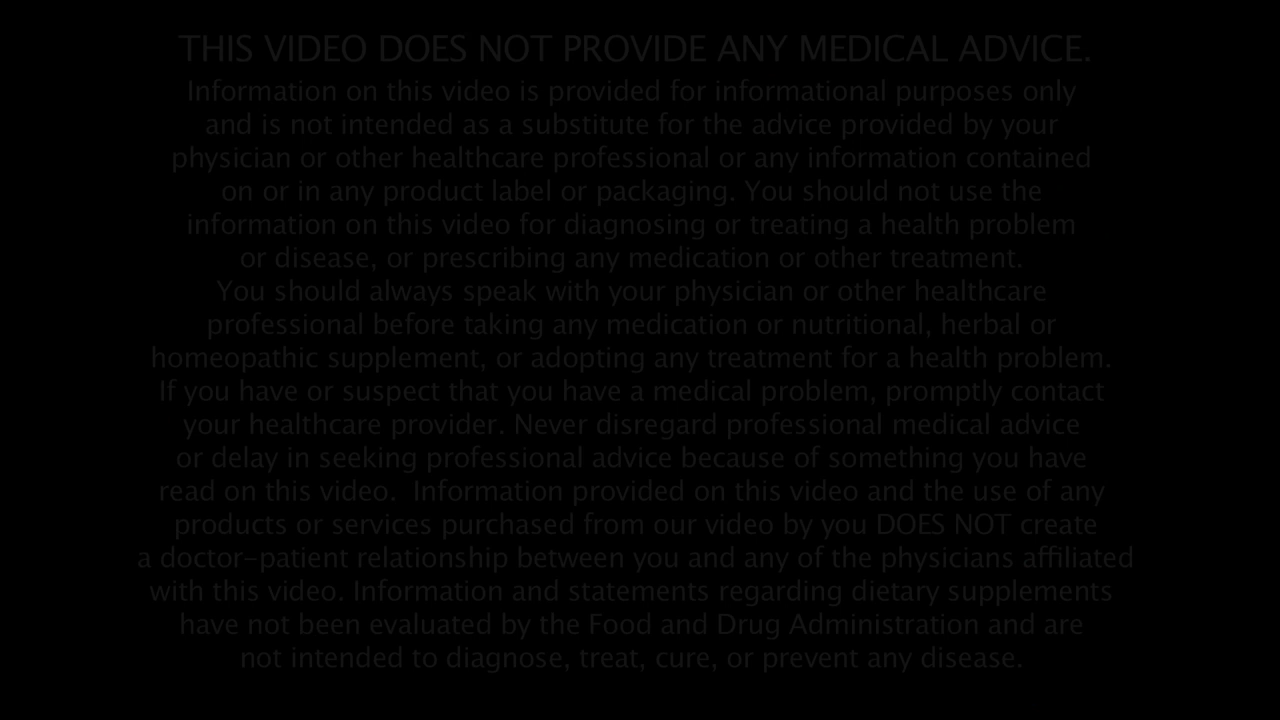 THIS VIDEO DOES NOT PROVIDE ANY MEDICAL ADVICE.
Information on this video is provided for informational purposes only
and is not intended as a substitute for the advice provided by your
physician or other healthcare professional or any information contained
on or in any product label or packaging. You should not use the
information on this video for diagnosing or treating a health problem
or disease, or prescribing any medication or other treatment.
You should always speak with your physician or other healthcare
professional before taking any medication or nutritional, herbal or
homeopathic supplement, or adopting any treatment for a health problem.
If you have or suspect that you have a medical problem, promptly contact
your healthcare provider. Never disregard professional medical advice
or delay in seeking professional advice because of something you have
read on this video.  Information provided on this video and the use of any
products or services purchased from our video by you DOES NOT create
a doctor-patient relationship between you and any of the physicians affiliated
with this video. Information and statements regarding dietary supplements
have not been evaluated by the Food and Drug Administration and are
not intended to diagnose, treat, cure, or prevent any disease.